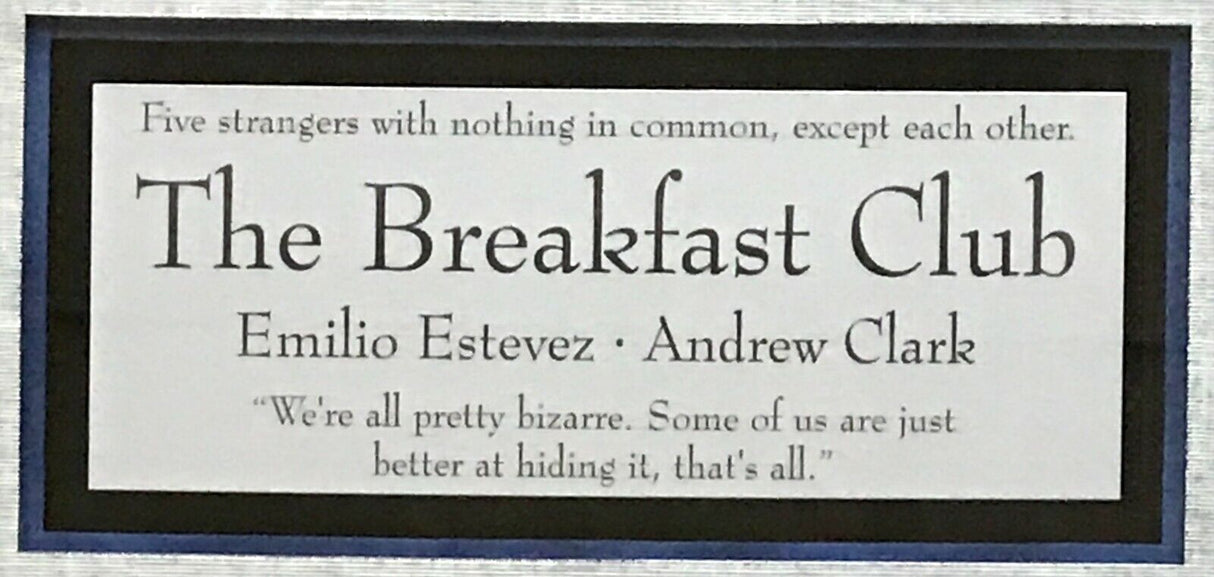 Five strangers with nothing in common, except each other.
The Breakfast Club
Emilio Estevez · Andrew Clark
“We're all pretty bizarre. Some of us are just
better at hiding it, that's all.”